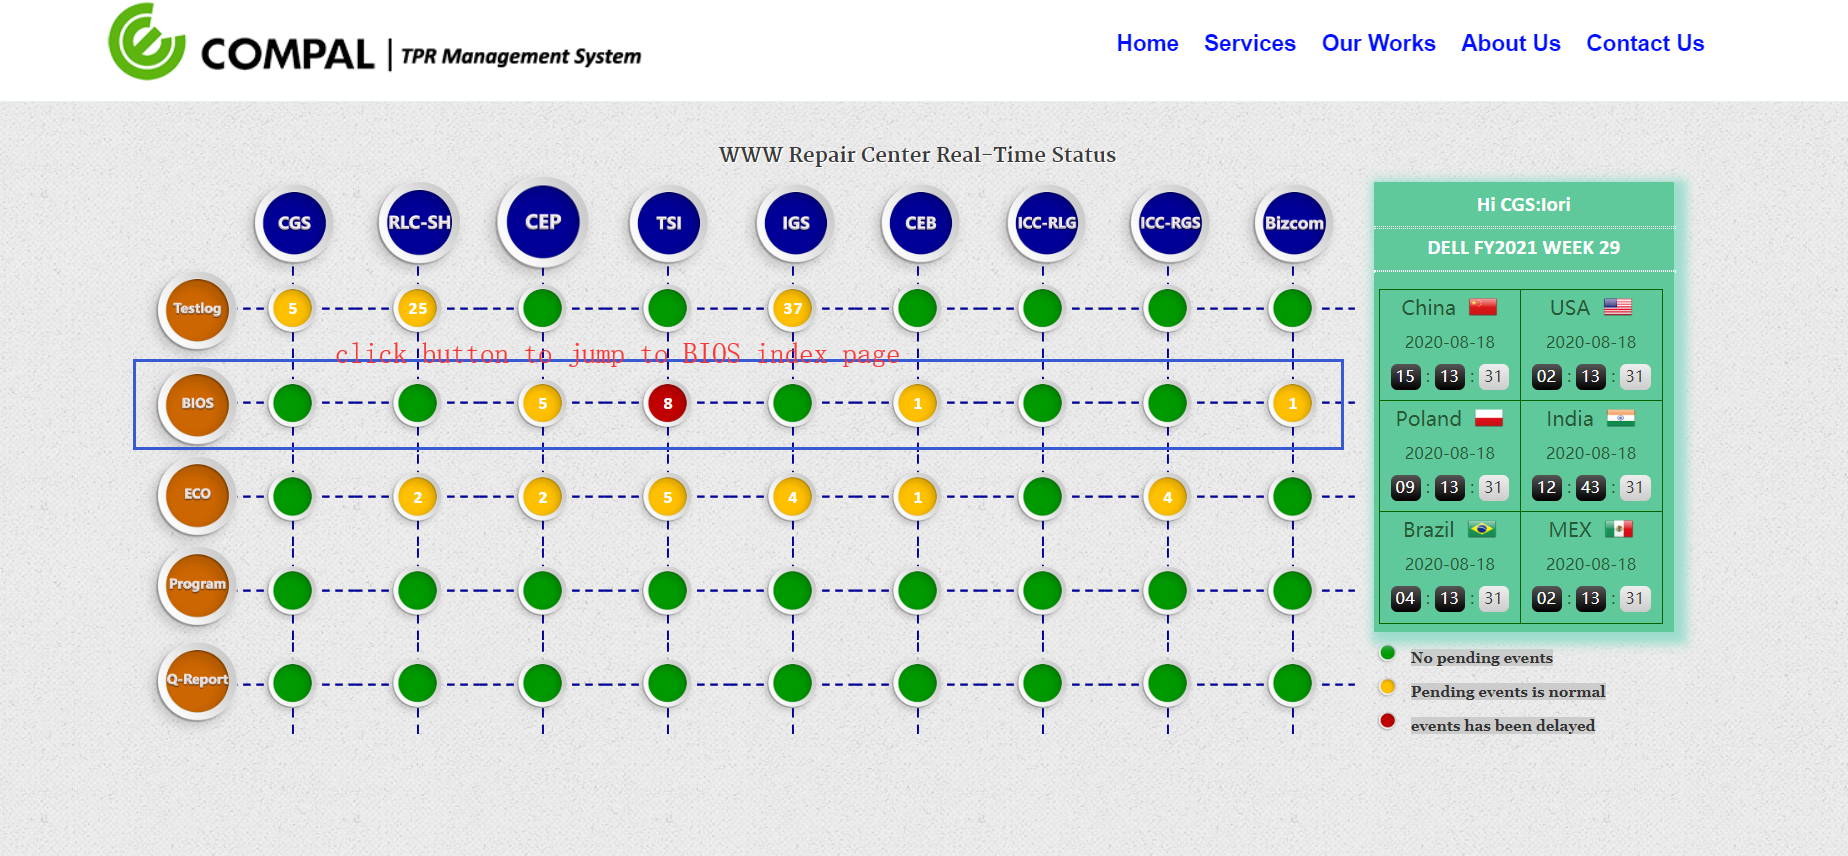 COMPAL | TPR Management System
Home Services Our Works About Us Contact Us
WWW Repair Center Real-Time Status
CGS RLC-SH CEP TSI IGS CEB ICC-RLG ICC-RGS Bizcom
Testlog 5 25 37
click button to jump to BIOS index page
BIOS 5 8 1 1
ECO 2 2 5 4 1 4
Program
Q-Report
Hi CGS:Iori
DELL FY2021 WEEK 29
China USA
2020-08-18 2020-08-18
15 : 13 : 31 02 : 13 : 31
Poland India
2020-08-18 2020-08-18
09 : 13 : 31 12 : 43 : 31
Brazil MEX
2020-08-18 2020-08-18
04 : 13 : 31 02 : 13 : 31
No pending events
Pending events is normal
events has been delayed